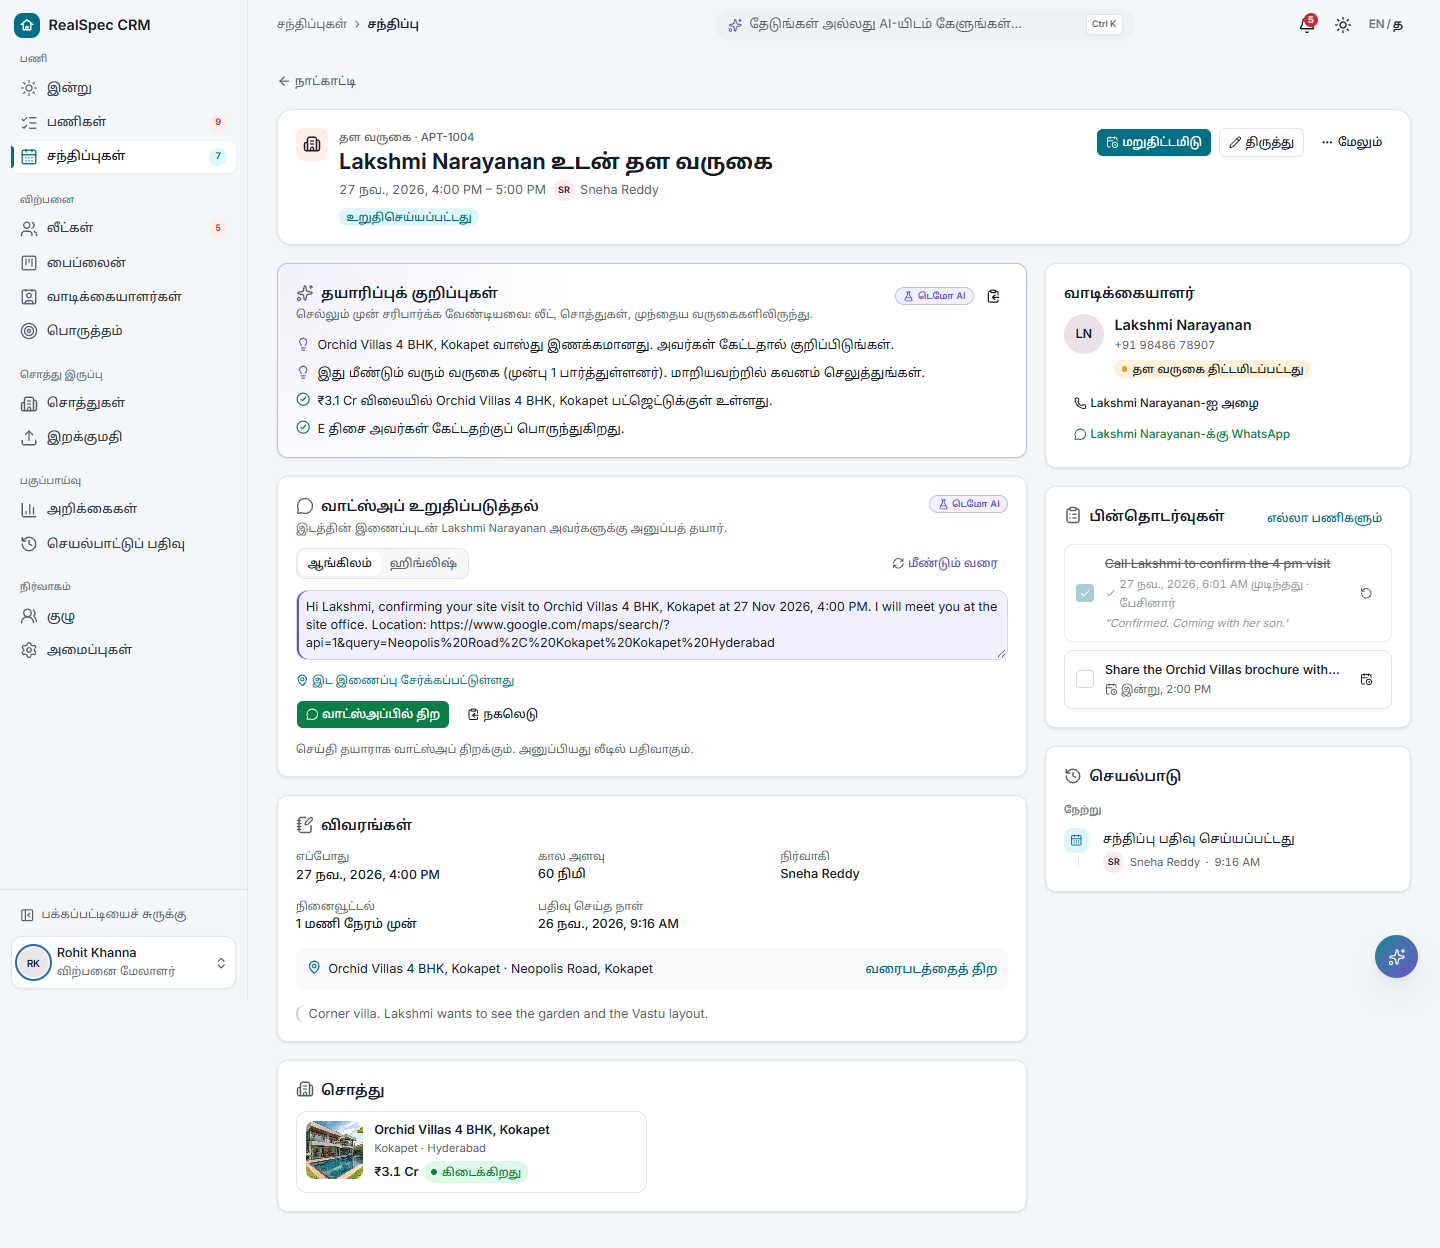 RealSpec CRM
பணி
இன்று
பணிகள் 9
சந்திப்புகள் 7
விற்பனை
லீட்கள் 5
பைப்லைன்
வாடிக்கையாளர்கள்
பொருத்தம்
சொத்து இருப்பு
சொத்துகள்
இறக்குமதி
பகுப்பாய்வு
அறிக்கைகள்
செயல்பாட்டுப் பதிவு
நிர்வாகம்
குழு
அமைப்புகள்
பக்கப்பட்டியைச் சுருக்கு
RK
Rohit Khanna
விற்பனை மேலாளர்
சந்திப்புகள் > சந்திப்பு
தேடுங்கள் அல்லது AI-யிடம் கேளுங்கள்... Ctrl K
5
EN / த
← நாட்காட்டி
தள வருகை · APT-1004
Lakshmi Narayanan உடன் தள வருகை
27 நவ., 2026, 4:00 PM – 5:00 PM SR Sneha Reddy
உறுதிசெய்யப்பட்டது
மறுதிட்டமிடு
திருத்து
··· மேலும்
தயாரிப்புக் குறிப்புகள்
டெமோ AI
செல்லும் முன் சரிபார்க்க வேண்டியவை: லீட், சொத்துகள், முந்தைய வருகைகளிலிருந்து.
Orchid Villas 4 BHK, Kokapet வாஸ்து இணக்கமானது. அவர்கள் கேட்டதால் குறிப்பிடுங்கள்.
இது மீண்டும் வரும் வருகை (முன்பு 1 பார்த்துள்ளனர்). மாறியவற்றில் கவனம் செலுத்துங்கள்.
₹3.1 Cr விலையில் Orchid Villas 4 BHK, Kokapet பட்ஜெட்டுக்குள் உள்ளது.
E திசை அவர்கள் கேட்டதற்குப் பொருந்துகிறது.
வாட்ஸ்அப் உறுதிப்படுத்தல்
டெமோ AI
இடத்தின் இணைப்புடன் Lakshmi Narayanan அவர்களுக்கு அனுப்பத் தயார்.
ஆங்கிலம்
ஹிங்லிஷ்
மீண்டும் வரை
Hi Lakshmi, confirming your site visit to Orchid Villas 4 BHK, Kokapet at 27 Nov 2026, 4:00 PM. I will meet you at the
site office. Location: https://www.google.com/maps/search/?
api=1&query=Neopolis%20Road%2C%20Kokapet%20Kokapet%20Hyderabad
இட இணைப்பு சேர்க்கப்பட்டுள்ளது
வாட்ஸ்அப்பில் திற
நகலெடு
செய்தி தயாராக வாட்ஸ்அப் திறக்கும். அனுப்பியது லீடில் பதிவாகும்.
விவரங்கள்
எப்போது
27 நவ., 2026, 4:00 PM
கால அளவு
60 நிமி
நிர்வாகி
Sneha Reddy
நினைவூட்டல்
1 மணி நேரம் முன்
பதிவு செய்த நாள்
26 நவ., 2026, 9:16 AM
Orchid Villas 4 BHK, Kokapet · Neopolis Road, Kokapet
வரைபடத்தைத் திற
Corner villa. Lakshmi wants to see the garden and the Vastu layout.
சொத்து
Orchid Villas 4 BHK, Kokapet
Kokapet · Hyderabad
₹3.1 Cr கிடைக்கிறது
வாடிக்கையாளர்
LN
Lakshmi Narayanan
+91 98486 78907
தள வருகை திட்டமிடப்பட்டது
Lakshmi Narayanan-ஐ அழை
Lakshmi Narayanan-க்கு WhatsApp
பின்தொடர்வுகள்
எல்லா பணிகளும்
Call Lakshmi to confirm the 4 pm visit
27 நவ., 2026, 6:01 AM முடிந்தது ·
பேசினார்
"Confirmed. Coming with her son."
Share the Orchid Villas brochure with...
இன்று, 2:00 PM
செயல்பாடு
நேற்று
சந்திப்பு பதிவு செய்யப்பட்டது
SR Sneha Reddy · 9:16 AM